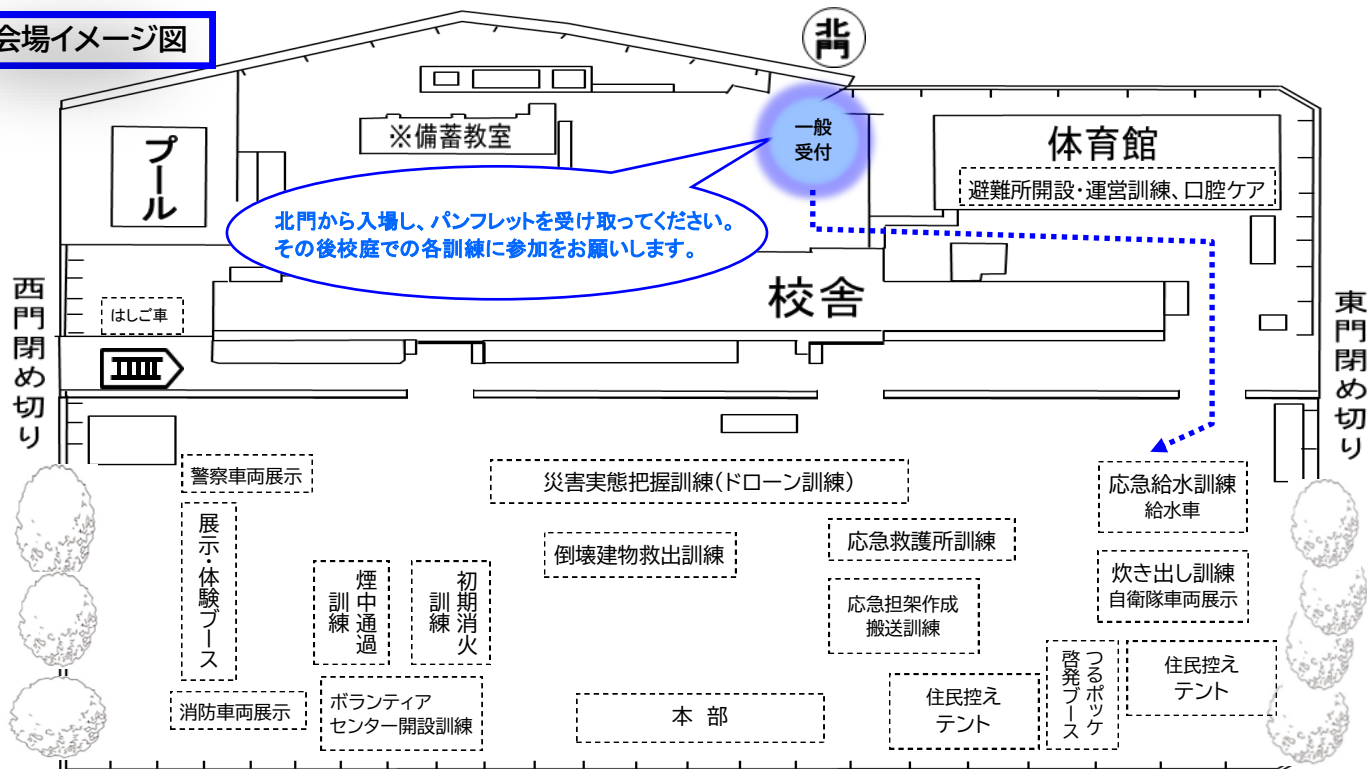 会場イメージ図
北門
一般
受付
※備蓄教室
プール
体育館
避難所開設・運営訓練、口腔ケア
北門から入場し、パンフレットを受け取ってください。
その後校庭での各訓練に参加をお願いします。
校舎
西門閉め切り
はしご車
東門閉め切り
警察車両展示
災害実態把握訓練(ドローン訓練)
応急給水訓練
給水車
展示・体験ブース
倒壊建物救出訓練
応急救護所訓練
煙中通過
訓練
初期消火
訓練
炊き出し訓練
自衛隊車両展示
応急担架作成
搬送訓練
消防車両展示
ボランティア
センター開設訓練
本部
住民控え
テント
つるポッケ
啓発ブース
住民控え
テント